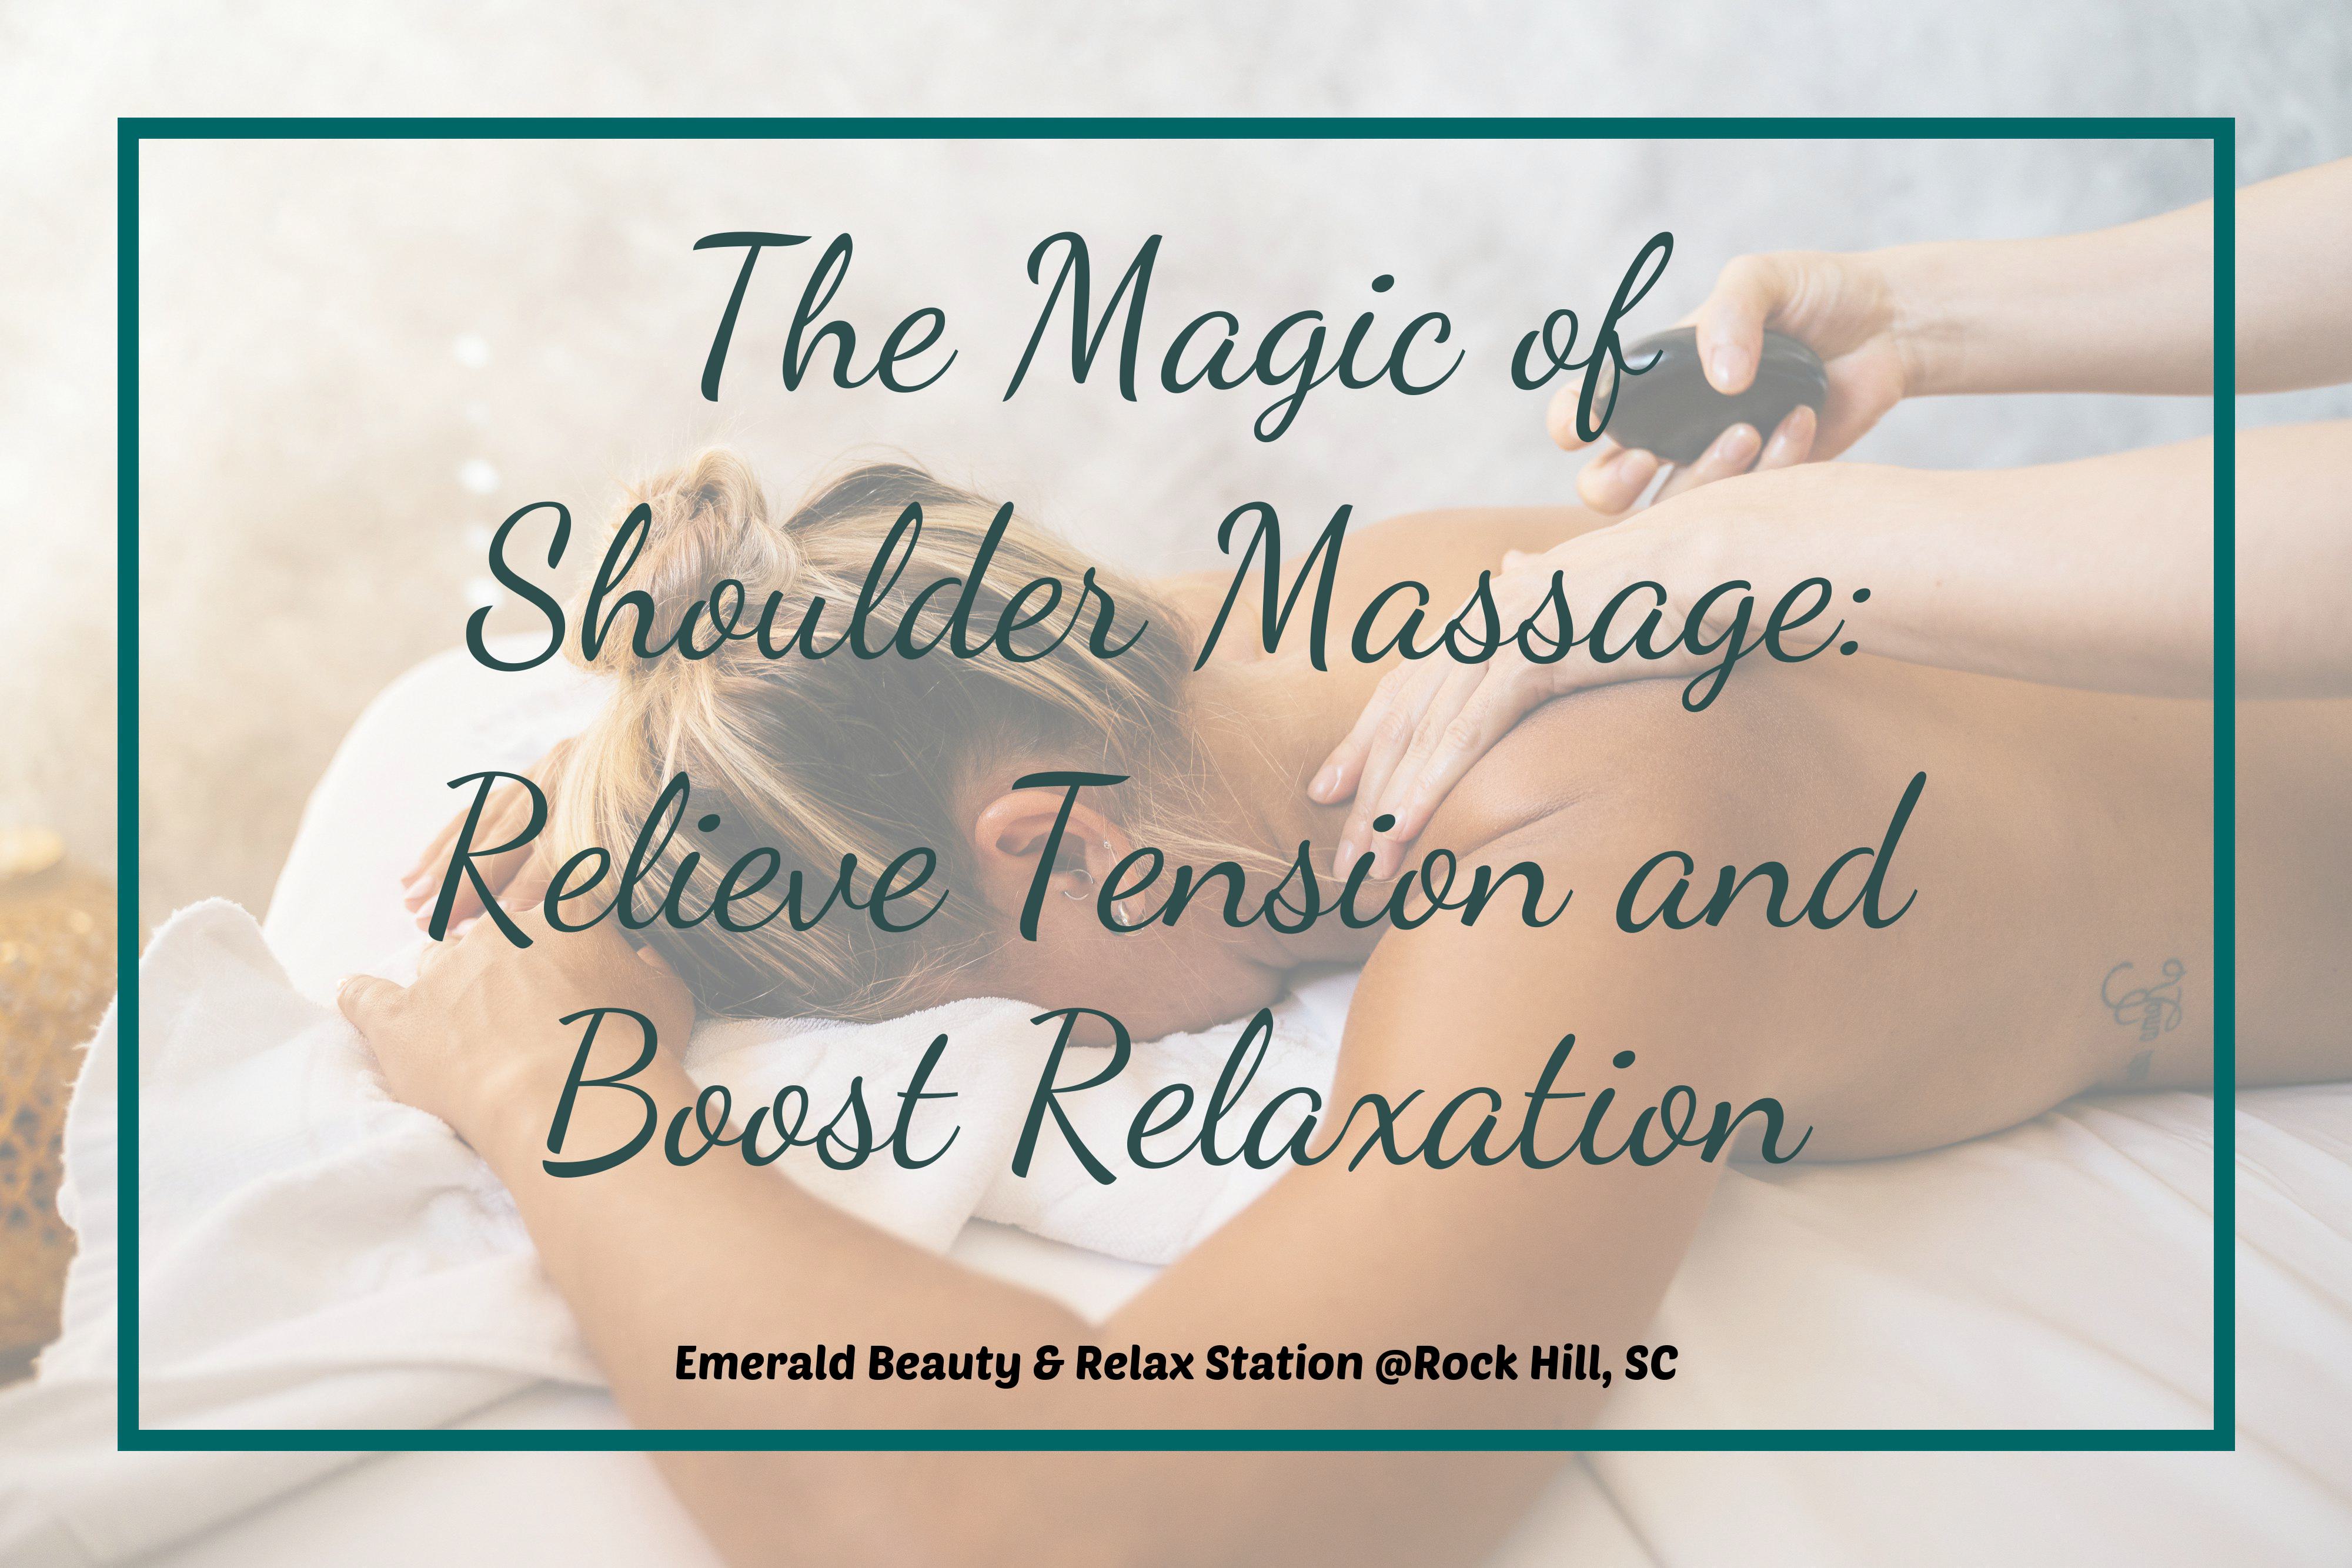 The Magic of
Shoulder Massage:
Relieve Tension and
Boost Relaxation
Emerald Beauty & Relax Station @Rock Hill, SC